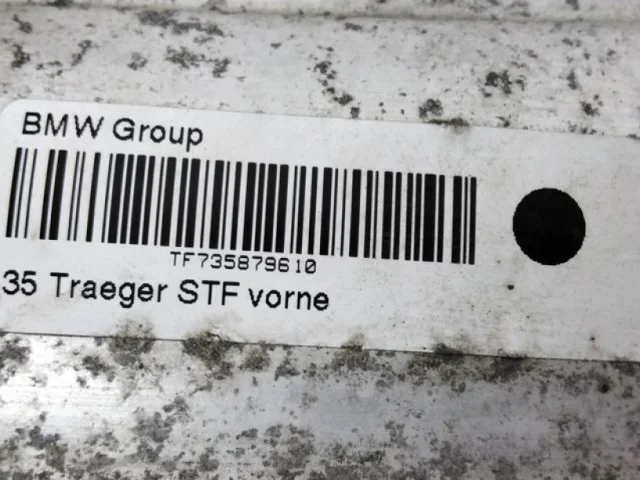 BMW Group
TF735879610
35 Traeger STF vorne